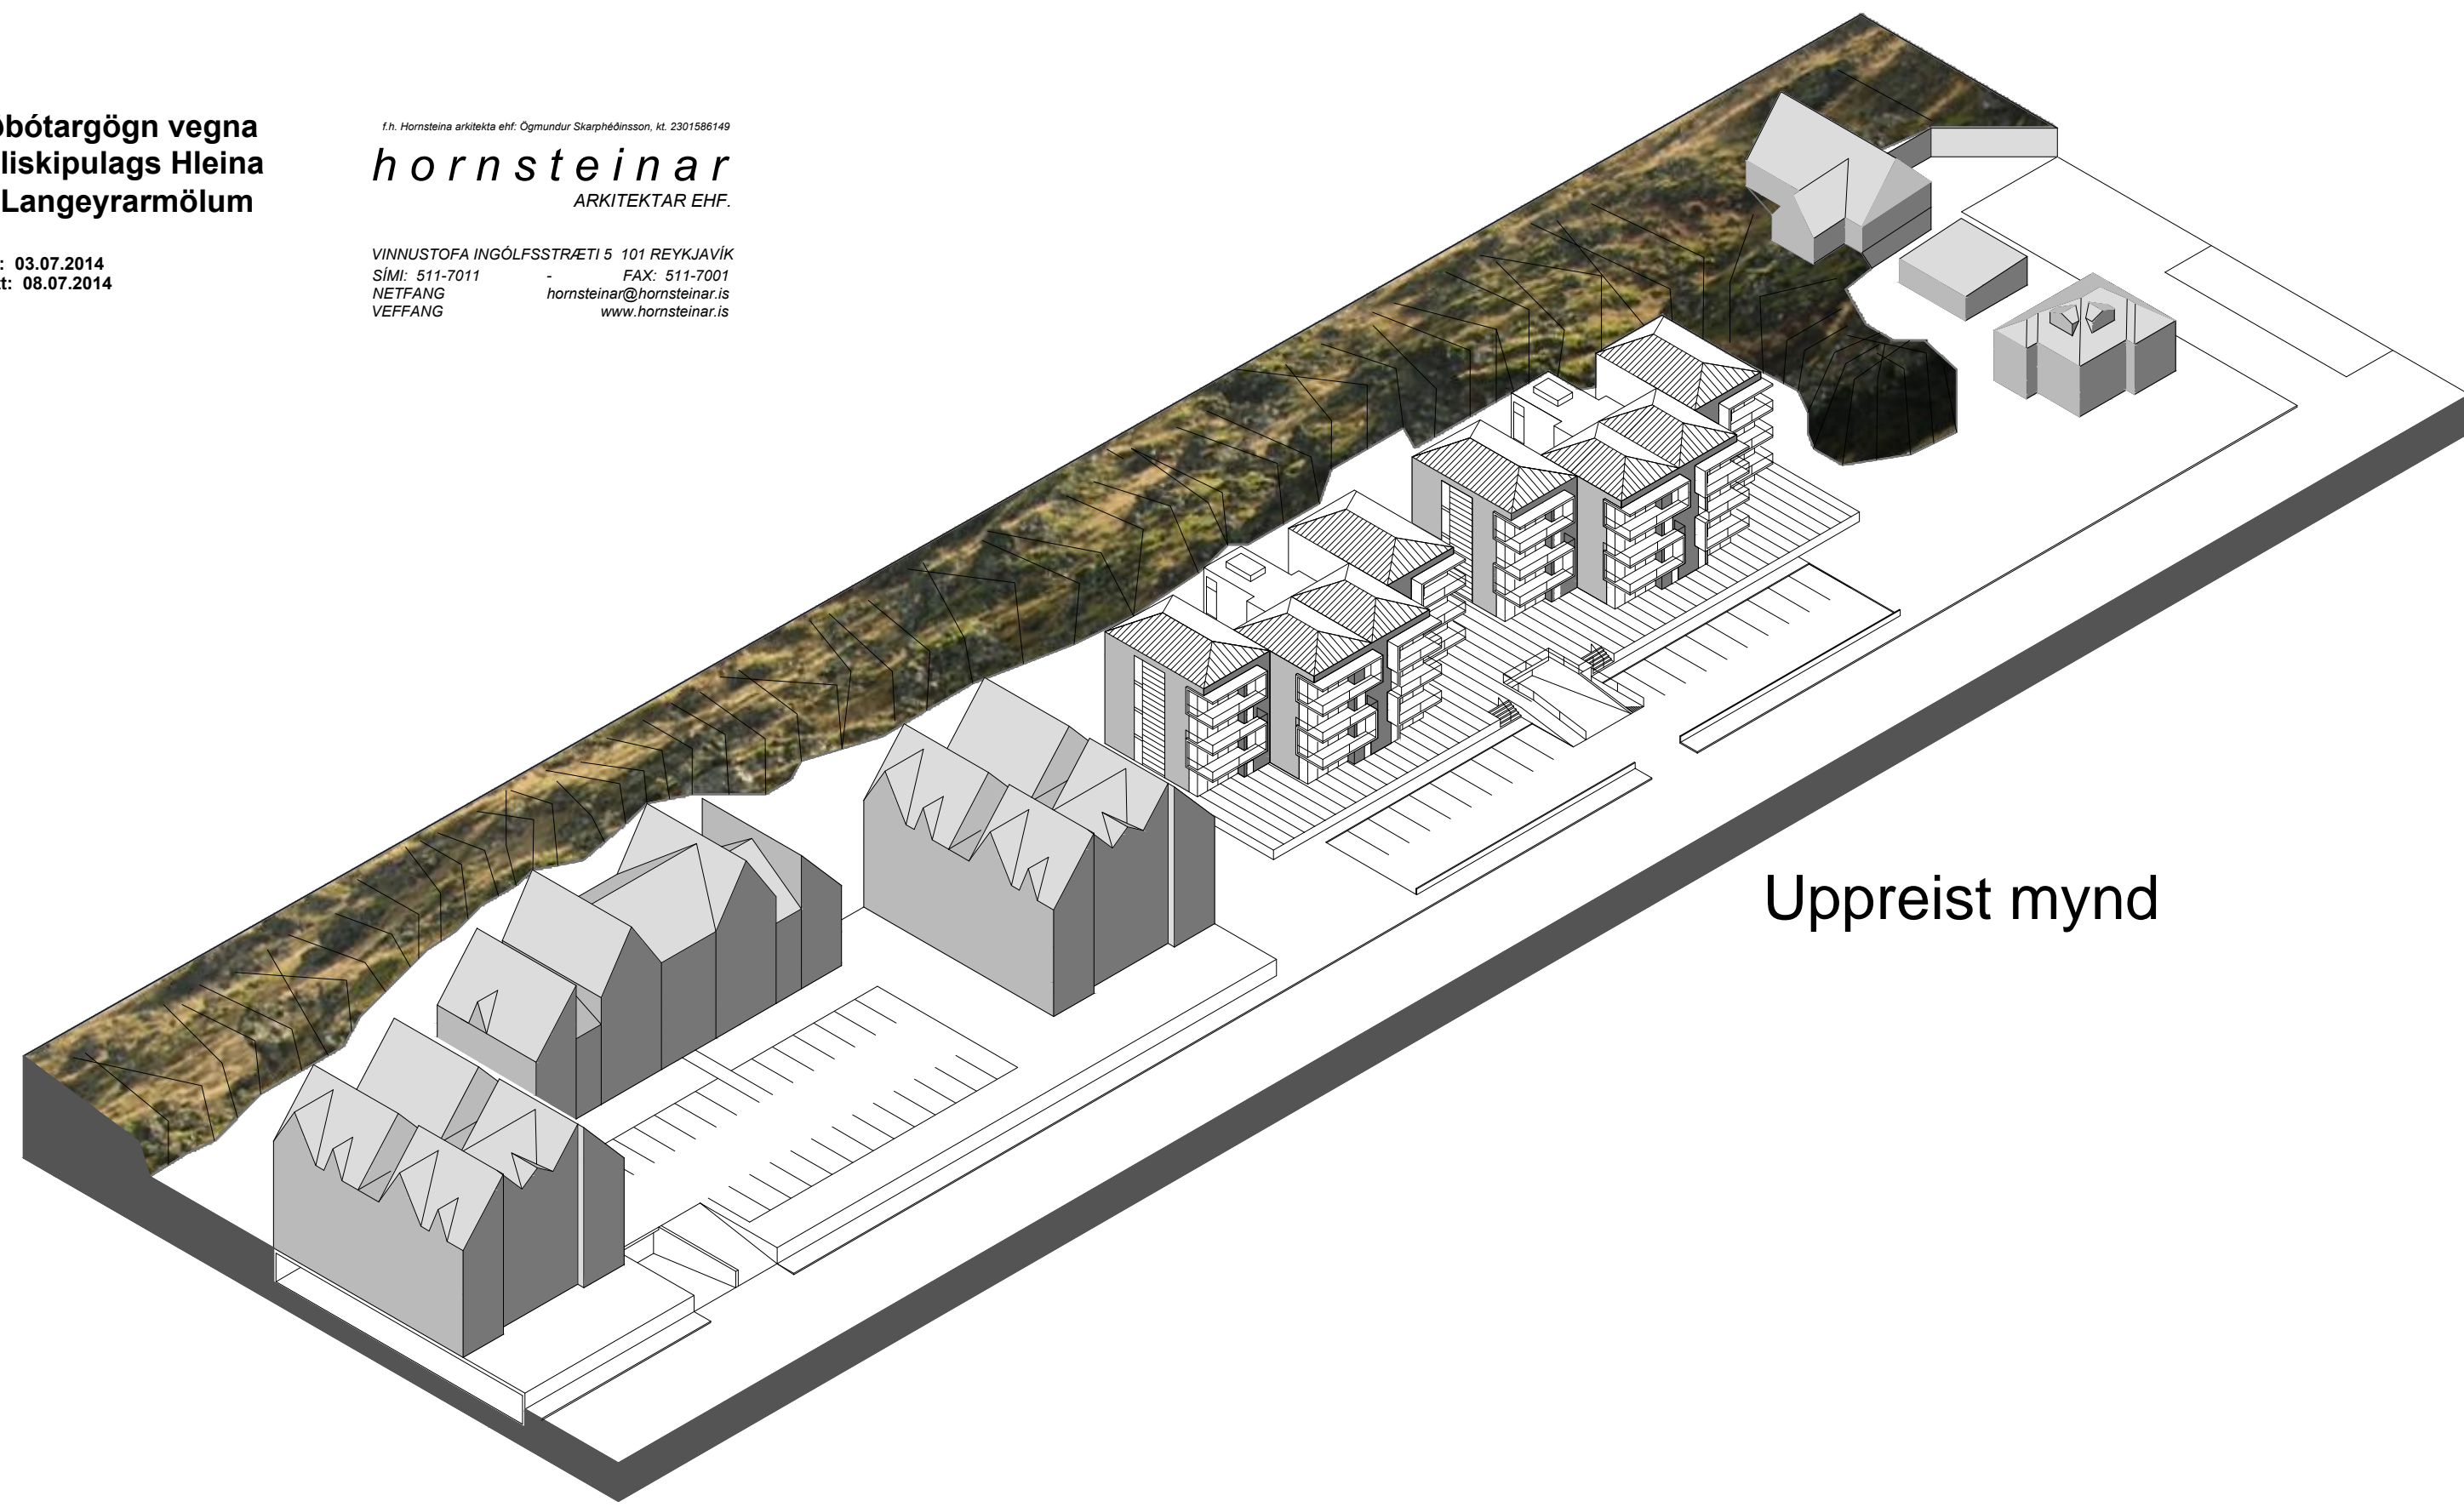 bótargögn vegna
liskipulags Hleina
Langeyrarmölum
: 03.07.2014
t: 08.07.2014
f.h. Hornsteina arkitekta ehf: Ögmundur Skarphéðinsson, kt. 2301586149
hornsteinar
ARKITEKTAR EHF.
VINNUSTOFA INGÓLFSSTRÆTI 5 101 REYKJAVÍK
SÍMI: 511-7011 - FAX: 511-7001
NETFANG hornsteinar@hornsteinar.is
VEFFANG www.hornsteinar.is
Uppreist mynd